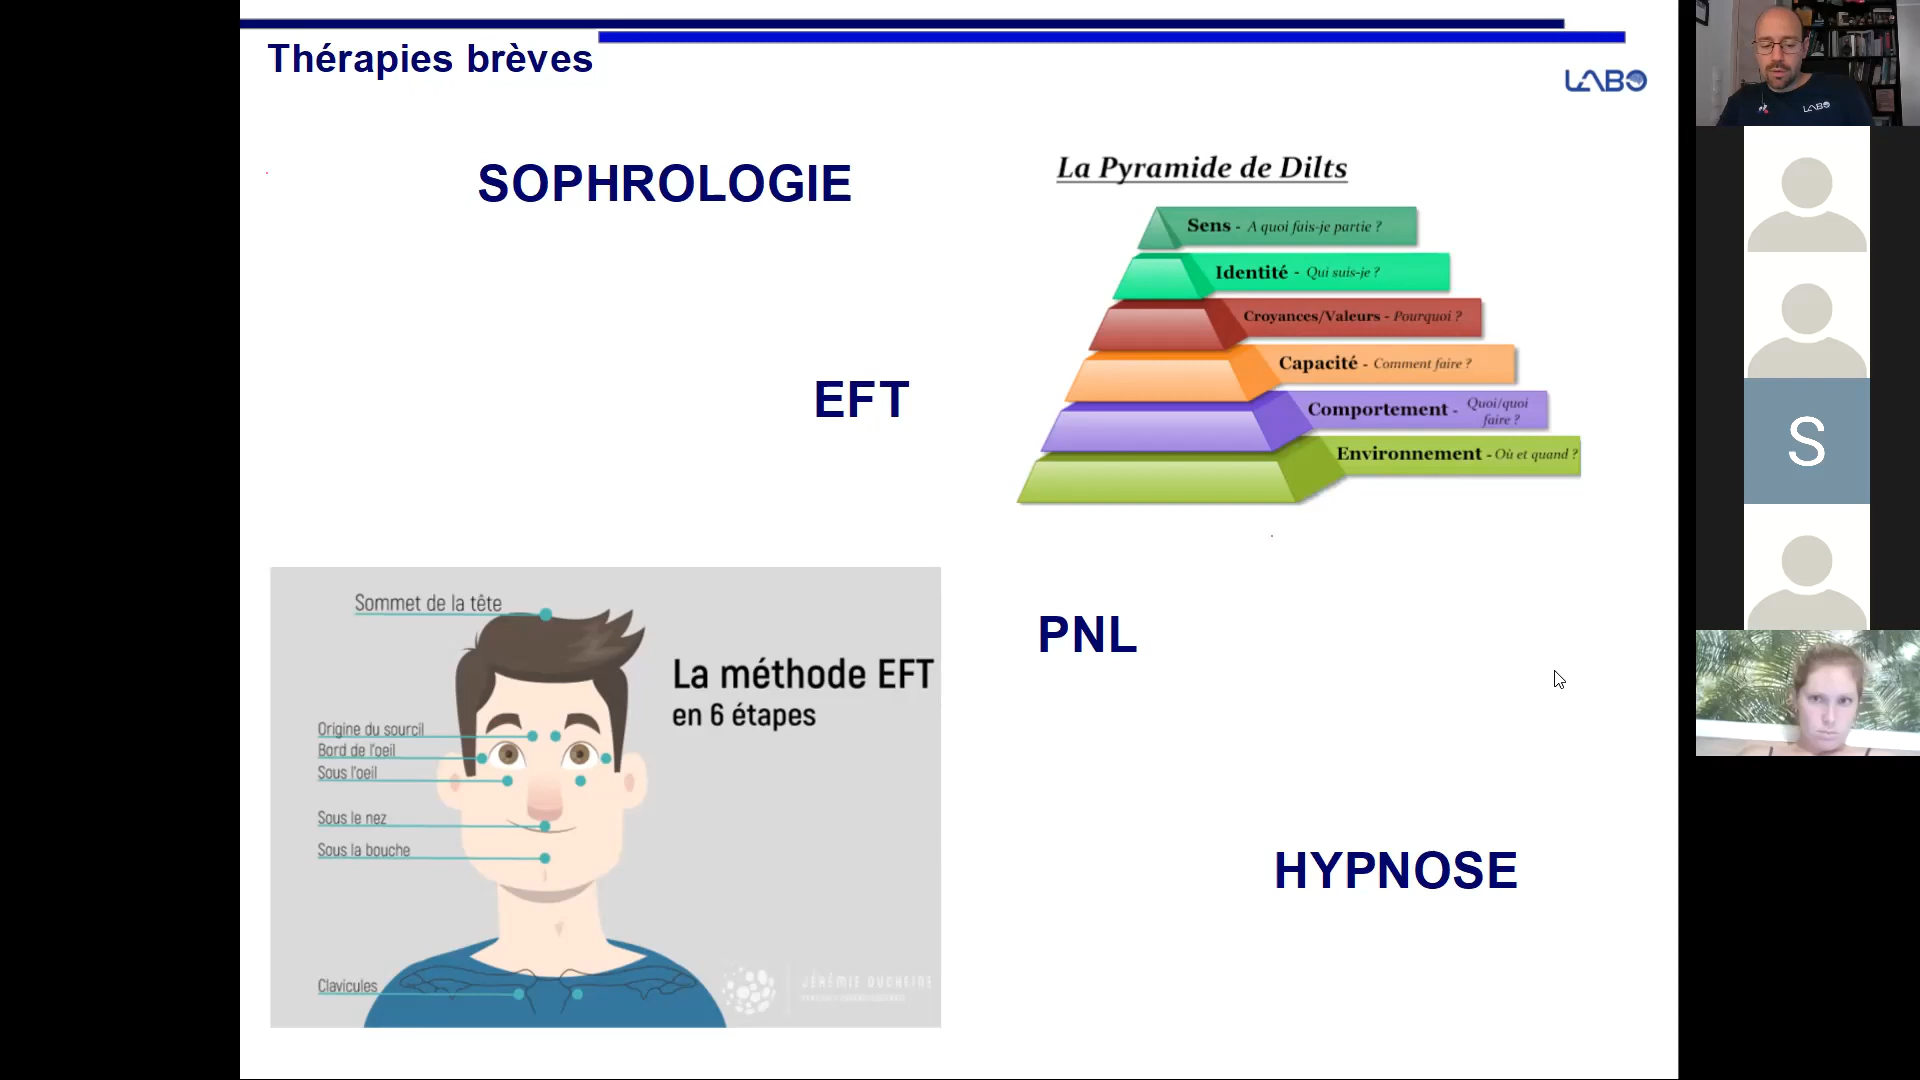 Thérapies brèves
LABO
LABO
SOPHROLOGIE
La Pyramide de Dilts
Sens - A quoi fais-je partie ?
Identité - Qui suis-je ?
Croyances/Valeurs - Pourquoi ?
Capacité - Comment faire ?
Comportement - Quoi/quoi
faire ?
Environnement - Où et quand ?
EFT
S
Sommet de la tête
La méthode EFT
en 6 étapes
Origine du sourcil
Bord de l'oeil
Sous l'oeil
Sous le nez
Sous la bouche
Clavicules
PNL
HYPNOSE